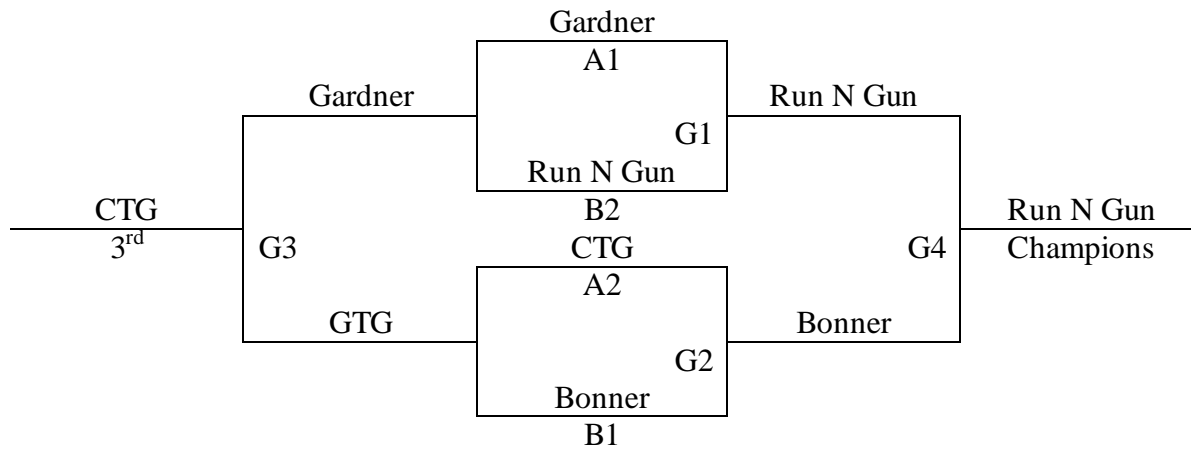 Gardner
A1
Gardner
Run N Gun
G1
Run N Gun
B2
CTG
3rd
G3
CTG
A2
G4
Run N Gun
Champions
GTG
Bonner
G2
Bonner
B1